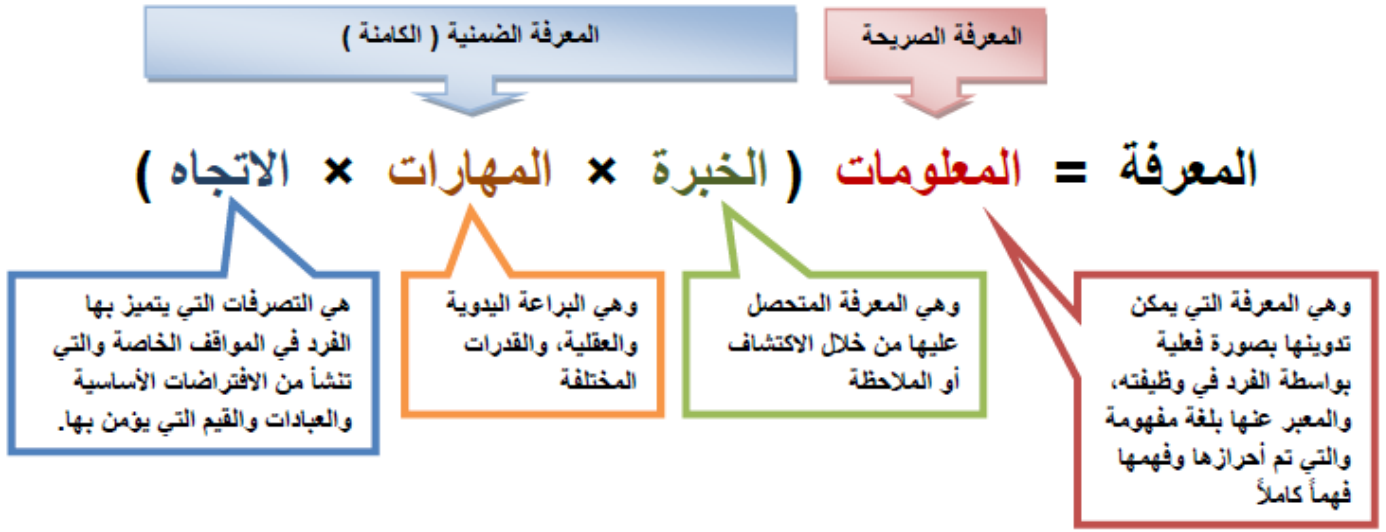 المعرفة الصريحة
المعرفة الضمنية ( الكامنة )
المعرفة = المعلومات ( الخبرة × المهارات × الاتجاه )
وهي المعرفة التي يمكن
تدوينها بصورة فعلية
بواسطة الفرد في وظيفته،
والمعبر عنها بلغة مفهومة
والتي تم أحرازها وفهمها
فهماً كاملاً
وهي المعرفة المتحصل
عليها من خلال الاكتشاف
أو الملاحظة
وهي البراعة اليدوية
والعقلية، والقدرات
المختلفة
هي التصرفات التي يتميز بها
الفرد في المواقف الخاصة والتي
تنشأ من الافتراضات الأساسية
والعبادات والقيم التي يؤمن بها.